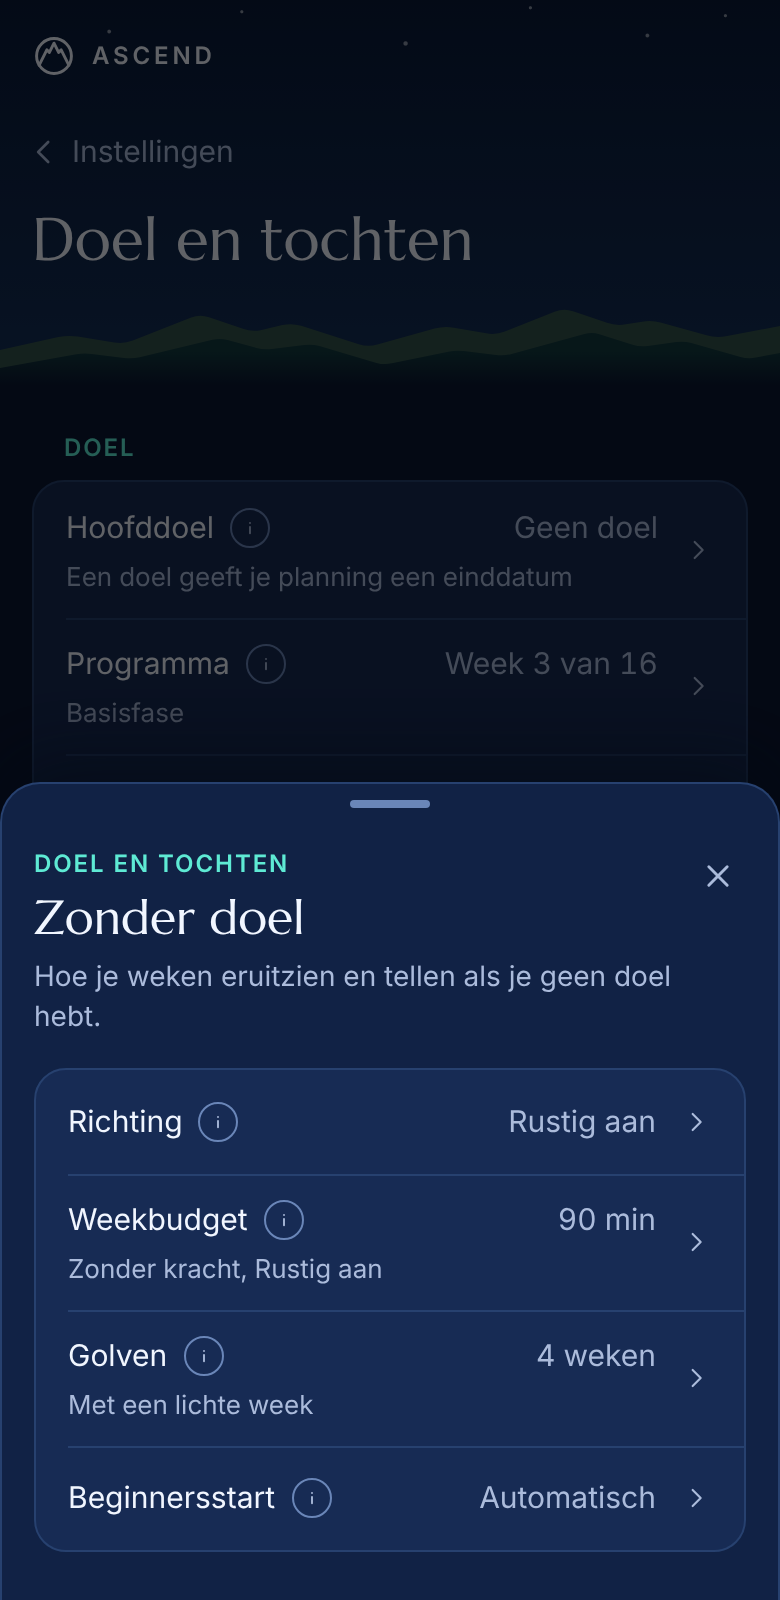 ASCEND
Instellingen
Doel en tochten
DOEL
Hoofddoel i Geen doel
Een doel geeft je planning een einddatum
Programma i Week 3 van 16
Basisfase
DOEL EN TOCHTEN
Zonder doel
Hoe je weken eruitzien en tellen als je geen doel
hebt.
Richting i Rustig aan
Weekbudget i 90 min
Zonder kracht, Rustig aan
Golven i 4 weken
Met een lichte week
Beginnersstart i Automatisch